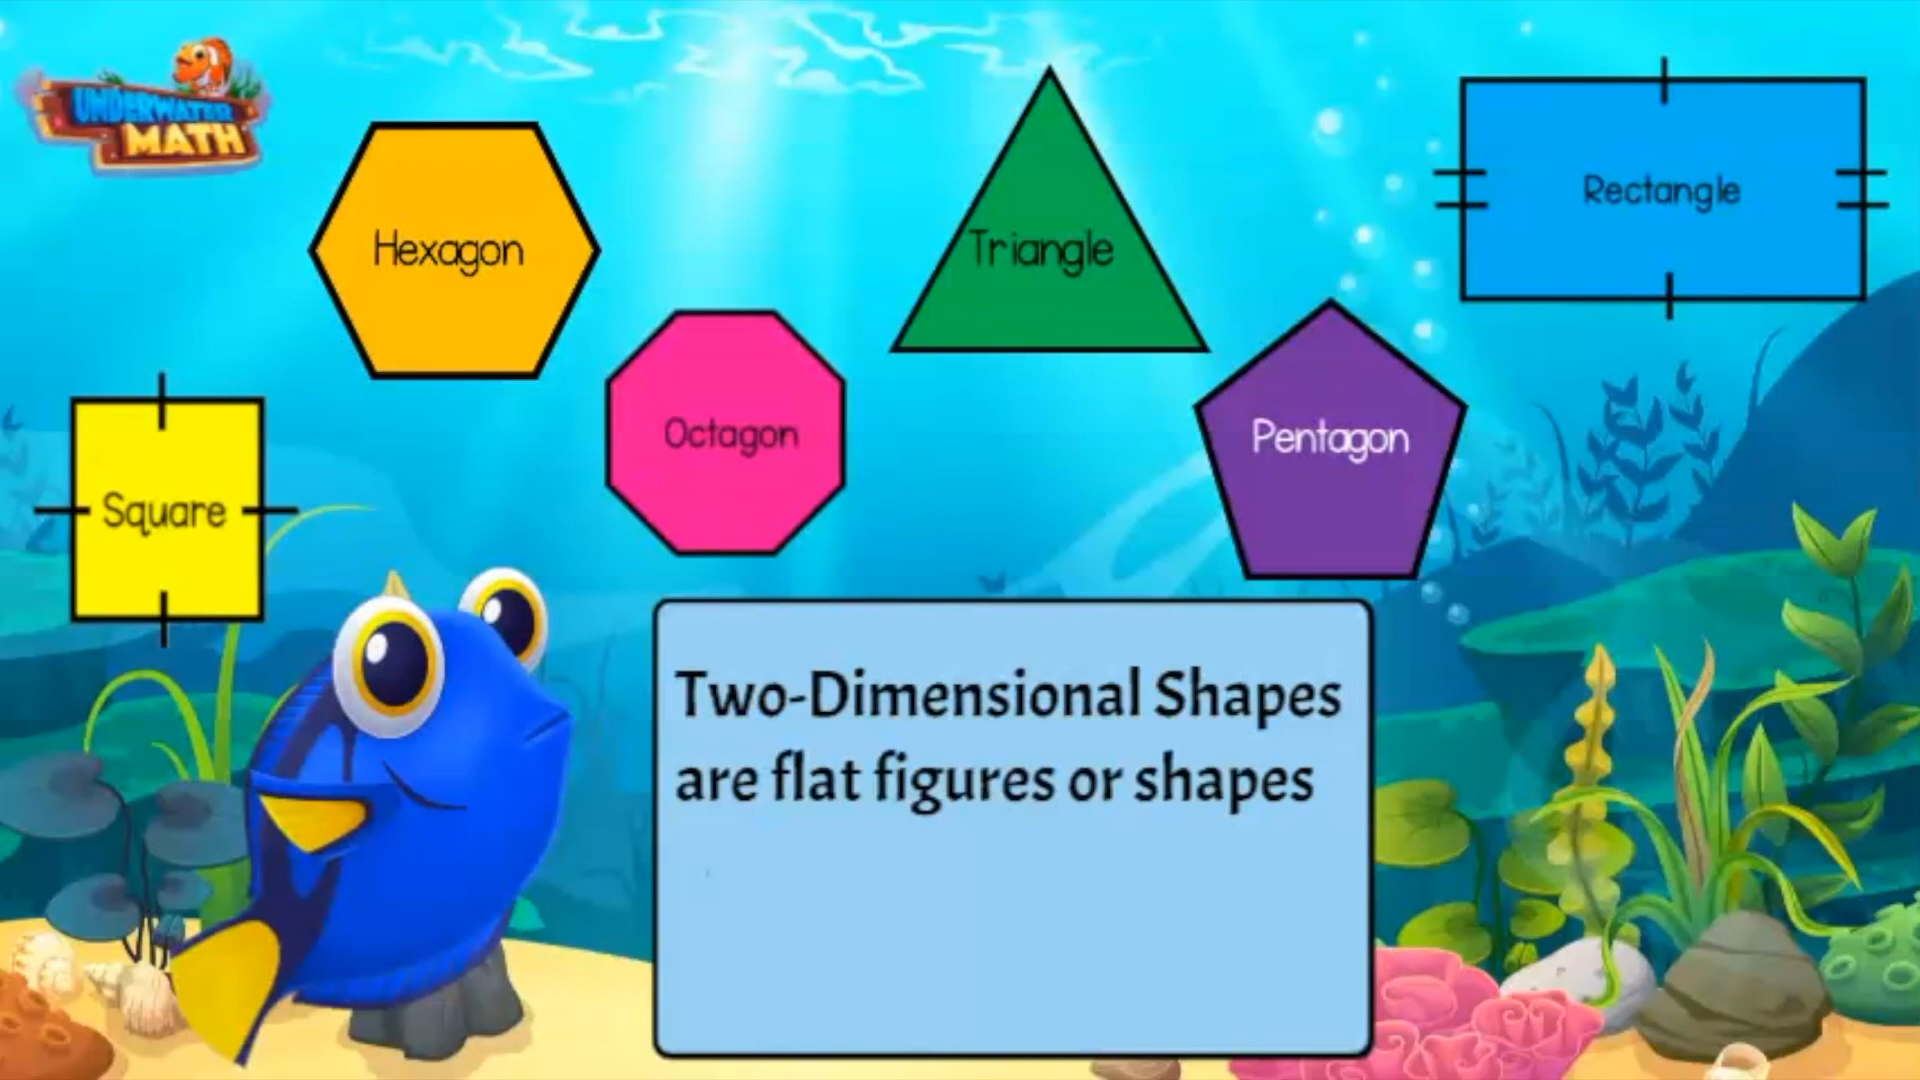 UNDERWATER
MATH
Hexagon
Triangle
Rectangle
Octagon
Pentagon
Square
Two-Dimensional Shapes
are flat figures or shapes